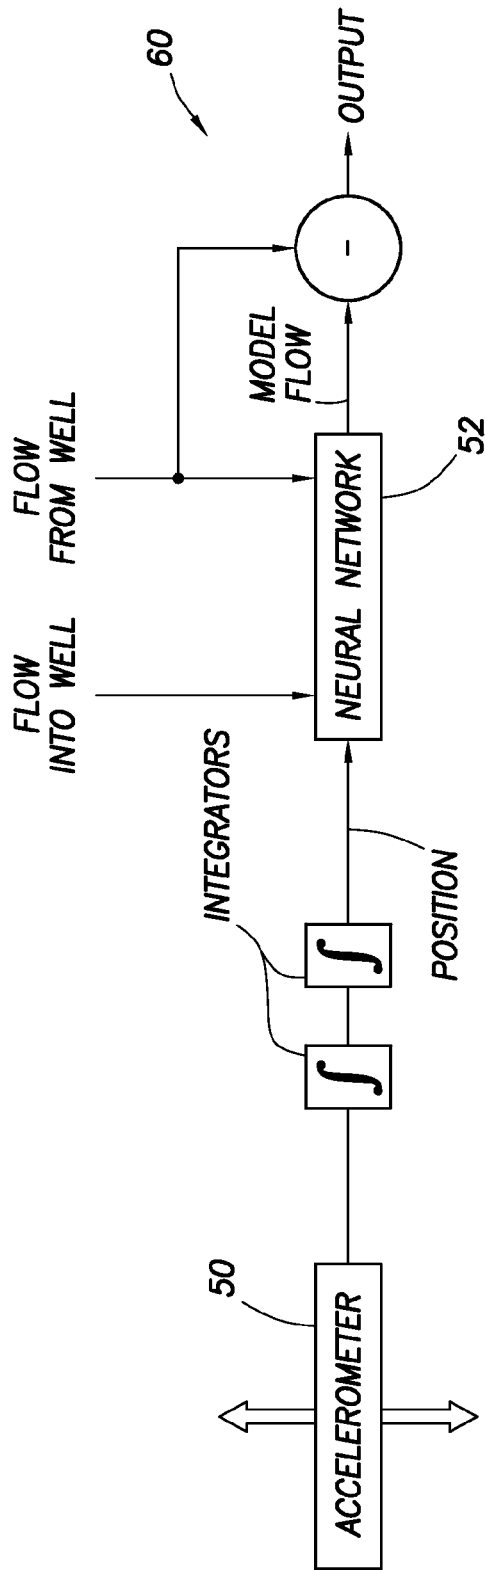 ACCELEROMETER
50
INTEGRATORS
∫
∫
POSITION
FLOW
INTO WELL
FLOW
FROM WELL
NEURAL NETWORK
52
MODEL
FLOW
-
OUTPUT
60